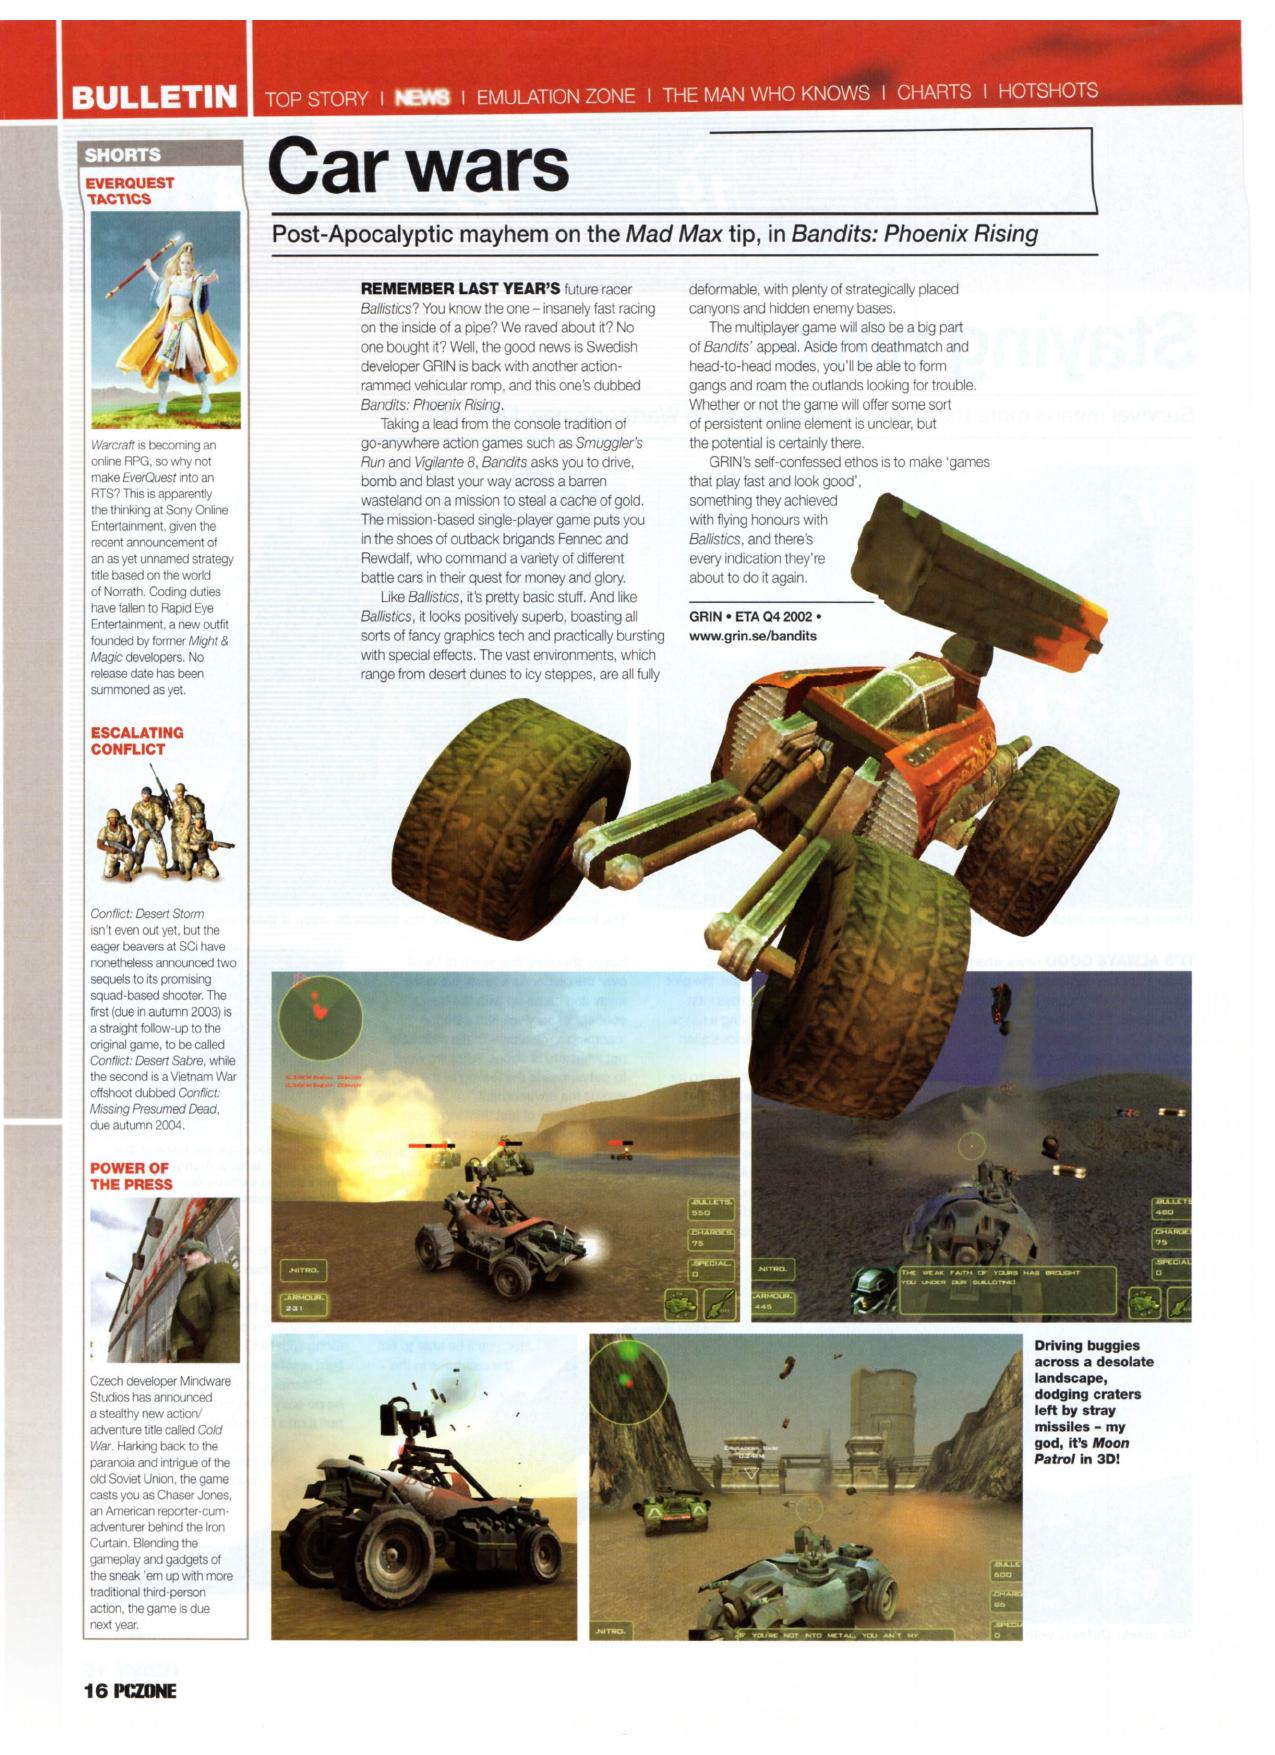 BULLETIN
TOP STORY | NEWS | EMULATION ZONE | THE MAN WHO KNOWS | CHARTS | HOTSHOTS
SHORTS
EVERQUEST
TACTICS
Warcraft is becoming an
online RPG, so why not
make EverQuest into an
RTS? This is apparently
the thinking at Sony Online
Entertainment, given the
recent announcement of
an as yet unnamed strategy
title based on the world
of Norrath. Coding duties
have fallen to Rapid Eye
Entertainment, a new outfit
founded by former Might &
Magic developers. No
release date has been
summoned as yet.
ESCALATING
CONFLICT
Conflict: Desert Storm
isn't even out yet, but the
eager beavers at SCi have
nonetheless announced two
sequels to its promising
squad-based shooter. The
first (due in autumn 2003) is
a straight follow-up to the
original game, to be called
Conflict: Desert Sabre, while
the second is a Vietnam War
offshoot dubbed Conflict:
Missing Presumed Dead,
due autumn 2004.
POWER OF
THE PRESS
Czech developer Mindware
Studios has announced
a stealthy new action/
adventure title called Cold
War. Harking back to the
paranoia and intrigue of the
old Soviet Union, the game
casts you as Chaser Jones,
an American reporter-cum-
adventurer behind the Iron
Curtain. Blending the
gameplay and gadgets of
the sneak 'em up with more
traditional third-person
action, the game is due
next year.
Car wars
Post-Apocalyptic mayhem on the Mad Max tip, in Bandits: Phoenix Rising
REMEMBER LAST YEAR'S future racer
Ballistics? You know the one – insanely fast racing
on the inside of a pipe? We raved about it? No
one bought it? Well, the good news is Swedish
developer GRIN is back with another action-
rammed vehicular romp, and this one's dubbed
Bandits: Phoenix Rising.
Taking a lead from the console tradition of
go-anywhere action games such as Smuggler's
Run and Vigilante 8, Bandits asks you to drive,
bomb and blast your way across a barren
wasteland on a mission to steal a cache of gold.
The mission-based single-player game puts you
in the shoes of outback brigands Fennec and
Rewdalf, who command a variety of different
battle cars in their quest for money and glory.
Like Ballistics, it's pretty basic stuff. And like
Ballistics, it looks positively superb, boasting all
sorts of fancy graphics tech and practically bursting
with special effects. The vast environments, which
range from desert dunes to icy steppes, are all fully
deformable, with plenty of strategically placed
canyons and hidden enemy bases.
The multiplayer game will also be a big part
of Bandits' appeal. Aside from deathmatch and
head-to-head modes, you'll be able to form
gangs and roam the outlands looking for trouble.
Whether or not the game will offer some sort
of persistent online element is unclear, but
the potential is certainly there.
GRIN's self-confessed ethos is to make 'games
that play fast and look good',
something they achieved
with flying honours with
Ballistics, and there's
every indication they're
about to do it again.
GRIN • ETA Q4 2002 •
www.grin.se/bandits
BULLETS.
550
CHARGES.
75
.SPECIAL.
0
.NITRO.
.ARMOUR.
231
.BULLETS
480
.CHARGE
75
.SPECIAL
0
.NITRO.
.ARMOUR.
445
THE WEAK FAITH OF YOURS HAS BROUGHT
YOU UNDER OUR GUILLOTINE!
.BULLE
600
.CHARG
86
.SPECI
0
.NITRO.
IF YOU'RE NOT INTO METAL, YOU AIN'T MY
Driving buggies
across a desolate
landscape,
dodging craters
left by stray
missiles – my
god, it's Moon
Patrol in 3D!
16 PCZONE